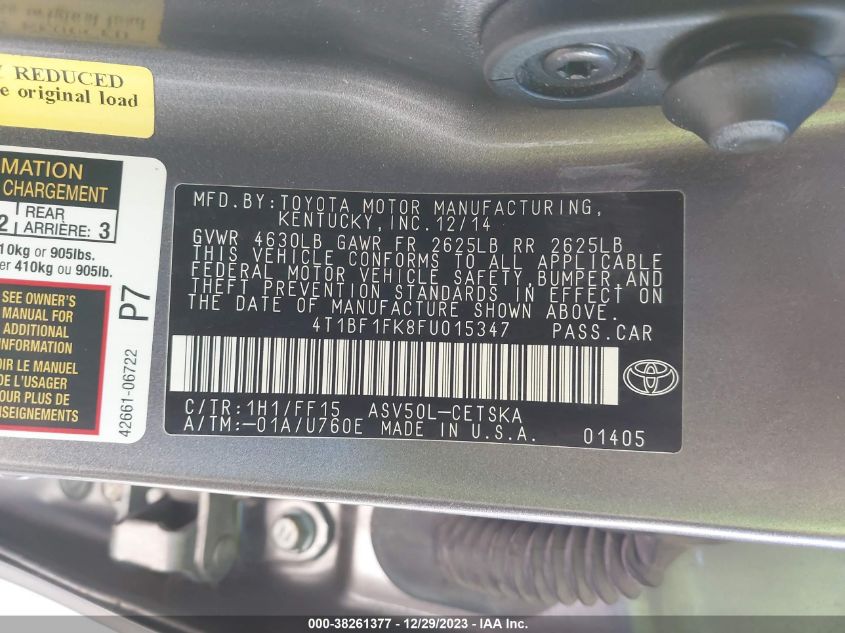 REDUCED
e original load
MATION
CHARGEMENT
2 REAR
ARRIÈRE: 3
10kg or 905lbs.
er 410kg ou 905lb.
SEE OWNER'S
MANUAL FOR
ADDITIONAL
INFORMATION
OIR LE MANUEL
DE L'USAGER
POUR PLUS DE
NSEIGNEMENTS
42661-06722 P7
MFD.BY:TOYOTA MOTOR MANUFACTURING,
KENTUCKY, INC. 12/14
GVWR 4630LB GAWR FR 2625LB RR 2625LB
THIS VEHICLE CONFORMS TO ALL APPLICABLE
FEDERAL MOTOR VEHICLE SAFETY, BUMPER, AND
THEFT PREVENTION STANDARDS IN EFFECT ON
THE DATE OF MANUFACTURE SHOWN ABOVE.
4T1BF1FK8FU015347 PASS.CAR
C/TR:1H1/FF15 ASV50L-CETSKA
A/TM:-01A/U760E MADE IN U.S.A. 01405
000-38261377 - 12/29/2023 - IAA Inc.